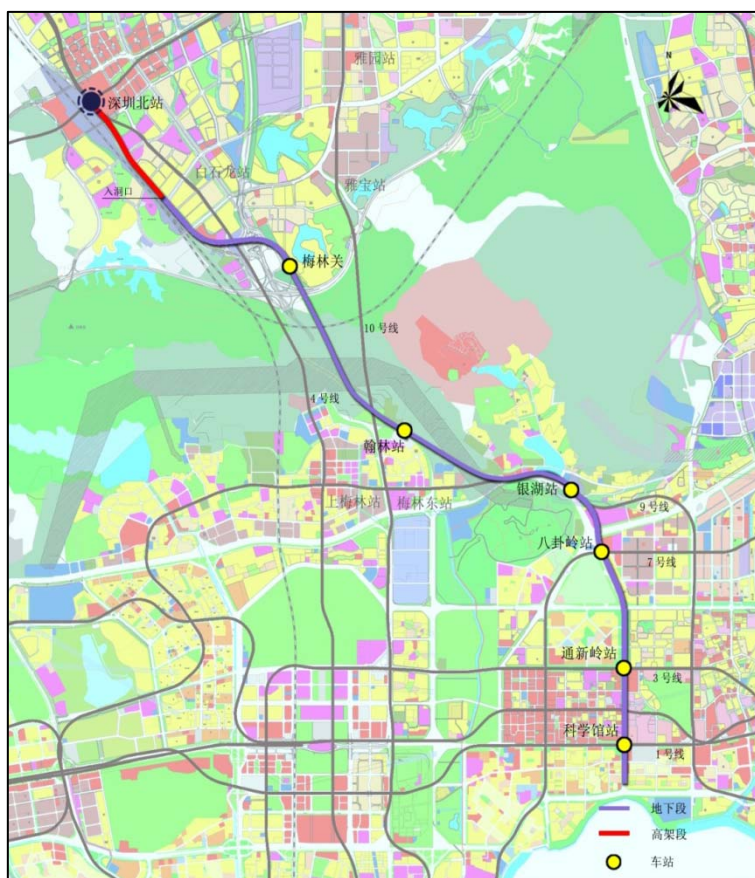 雅园站
N
深圳北站
白石龙站
雅宝站
入洞口
梅林关
10号线
4号线
翰林站
银湖站
上梅林站
梅林东站
9号线
八卦岭站
7号线
通新岭站
3号线
科学馆站
1号线
地下段
高架段
车站